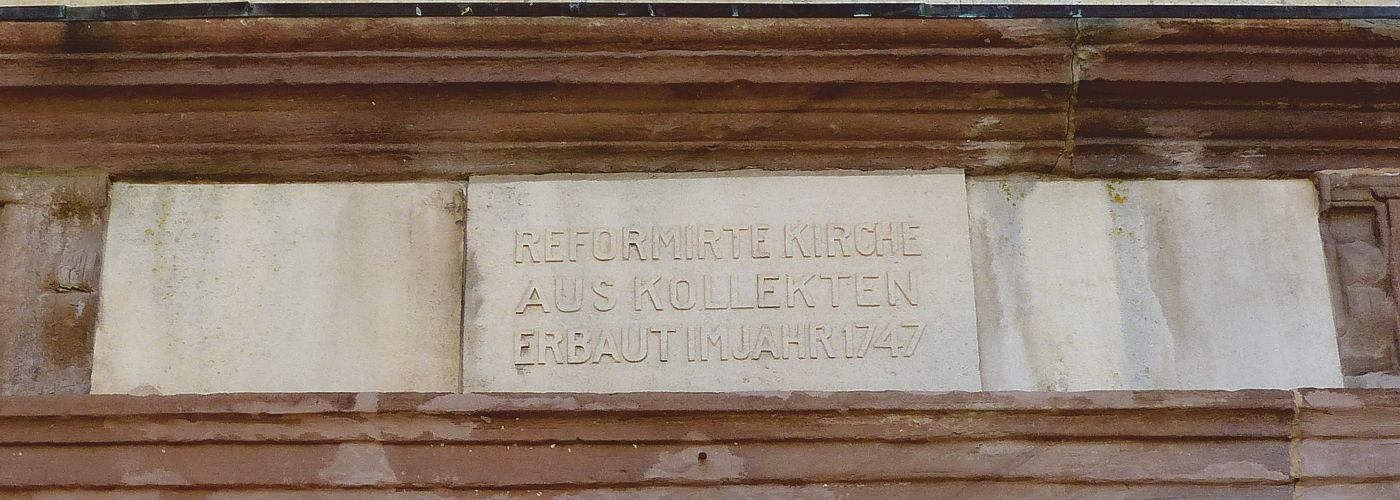 REFORMIRTE KIRCHE
AUS KOLLEKTEN
ERBAUT IM JAHR 1747